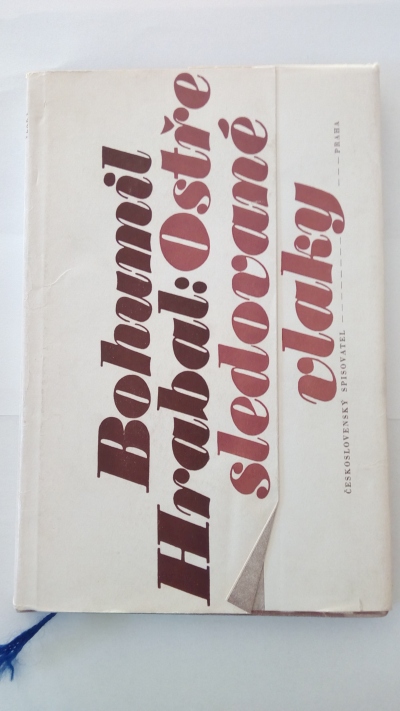 Bohumil
Hrabal: Ostře
sledované
vlaky
ČESKOSLOVENSKÝ SPISOVATEL — — — — — — — — — — — PRAHA